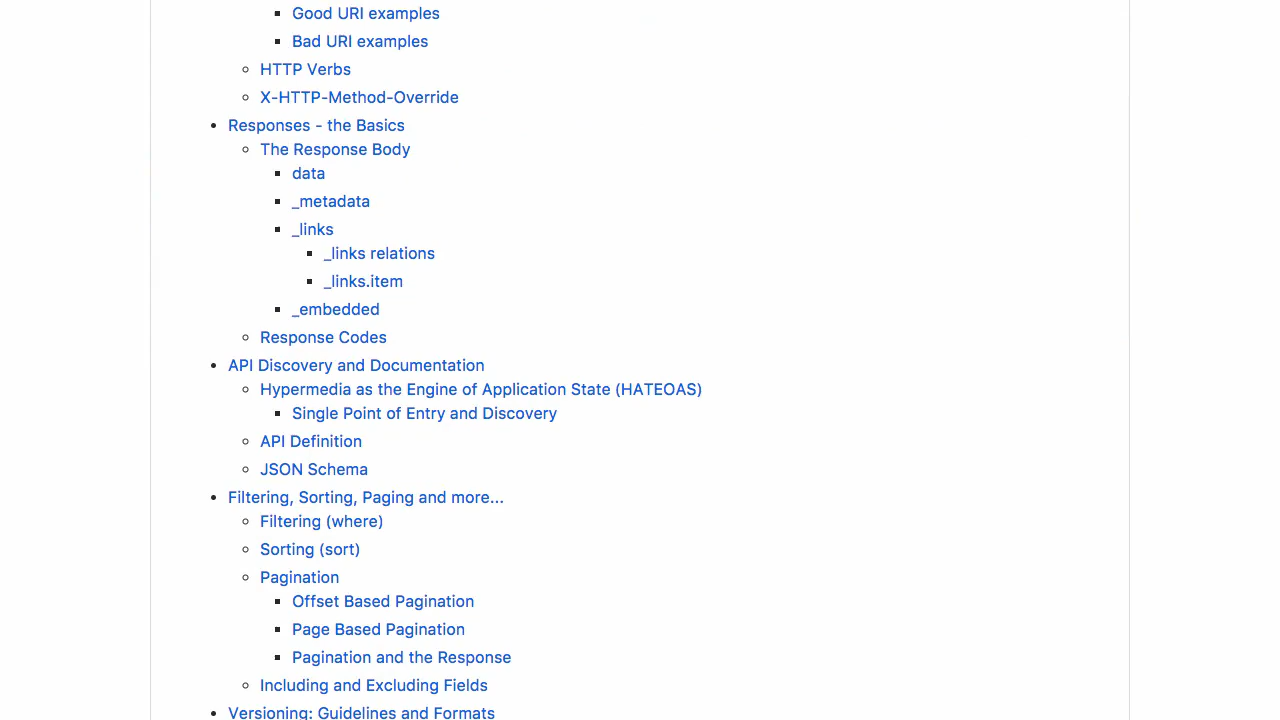 Good URI examples
Bad URI examples
HTTP Verbs
X-HTTP-Method-Override
Responses - the Basics
The Response Body
data
_metadata
_links
_links relations
_links.item
_embedded
Response Codes
API Discovery and Documentation
Hypermedia as the Engine of Application State (HATEOAS)
Single Point of Entry and Discovery
API Definition
JSON Schema
Filtering, Sorting, Paging and more...
Filtering (where)
Sorting (sort)
Pagination
Offset Based Pagination
Page Based Pagination
Pagination and the Response
Including and Excluding Fields
Versioning: Guidelines and Formats